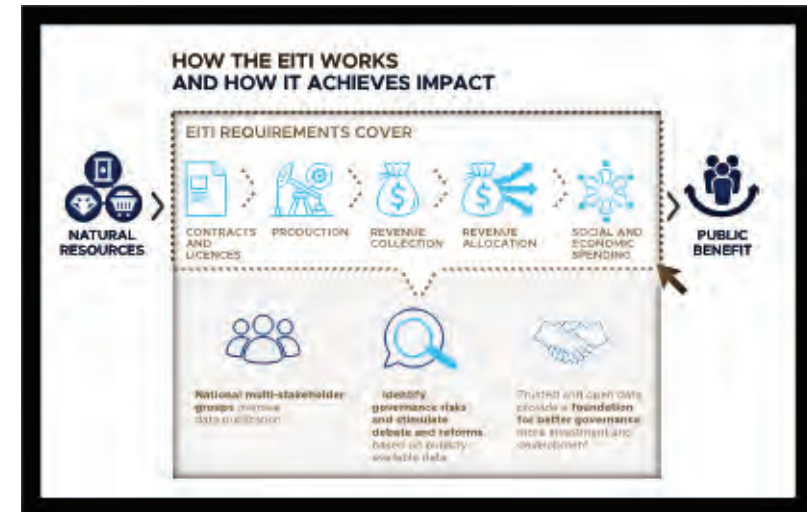 HOW THE EITI WORKS
AND HOW IT ACHIEVES IMPACT
EITI REQUIREMENTS COVER
NATURAL
RESOURCES
CONTRACTS
AND
LICENCES
PRODUCTION
REVENUE
COLLECTION
REVENUE
ALLOCATION
SOCIAL AND
ECONOMIC
SPENDING
PUBLIC
BENEFIT
National multi-stakeholder
groups oversee
data publication
Identify
governance risks
and stimulate
debate and reforms
based on publicly
available data
Trusted and open data
provide a foundation
for better governance
more investment and
development